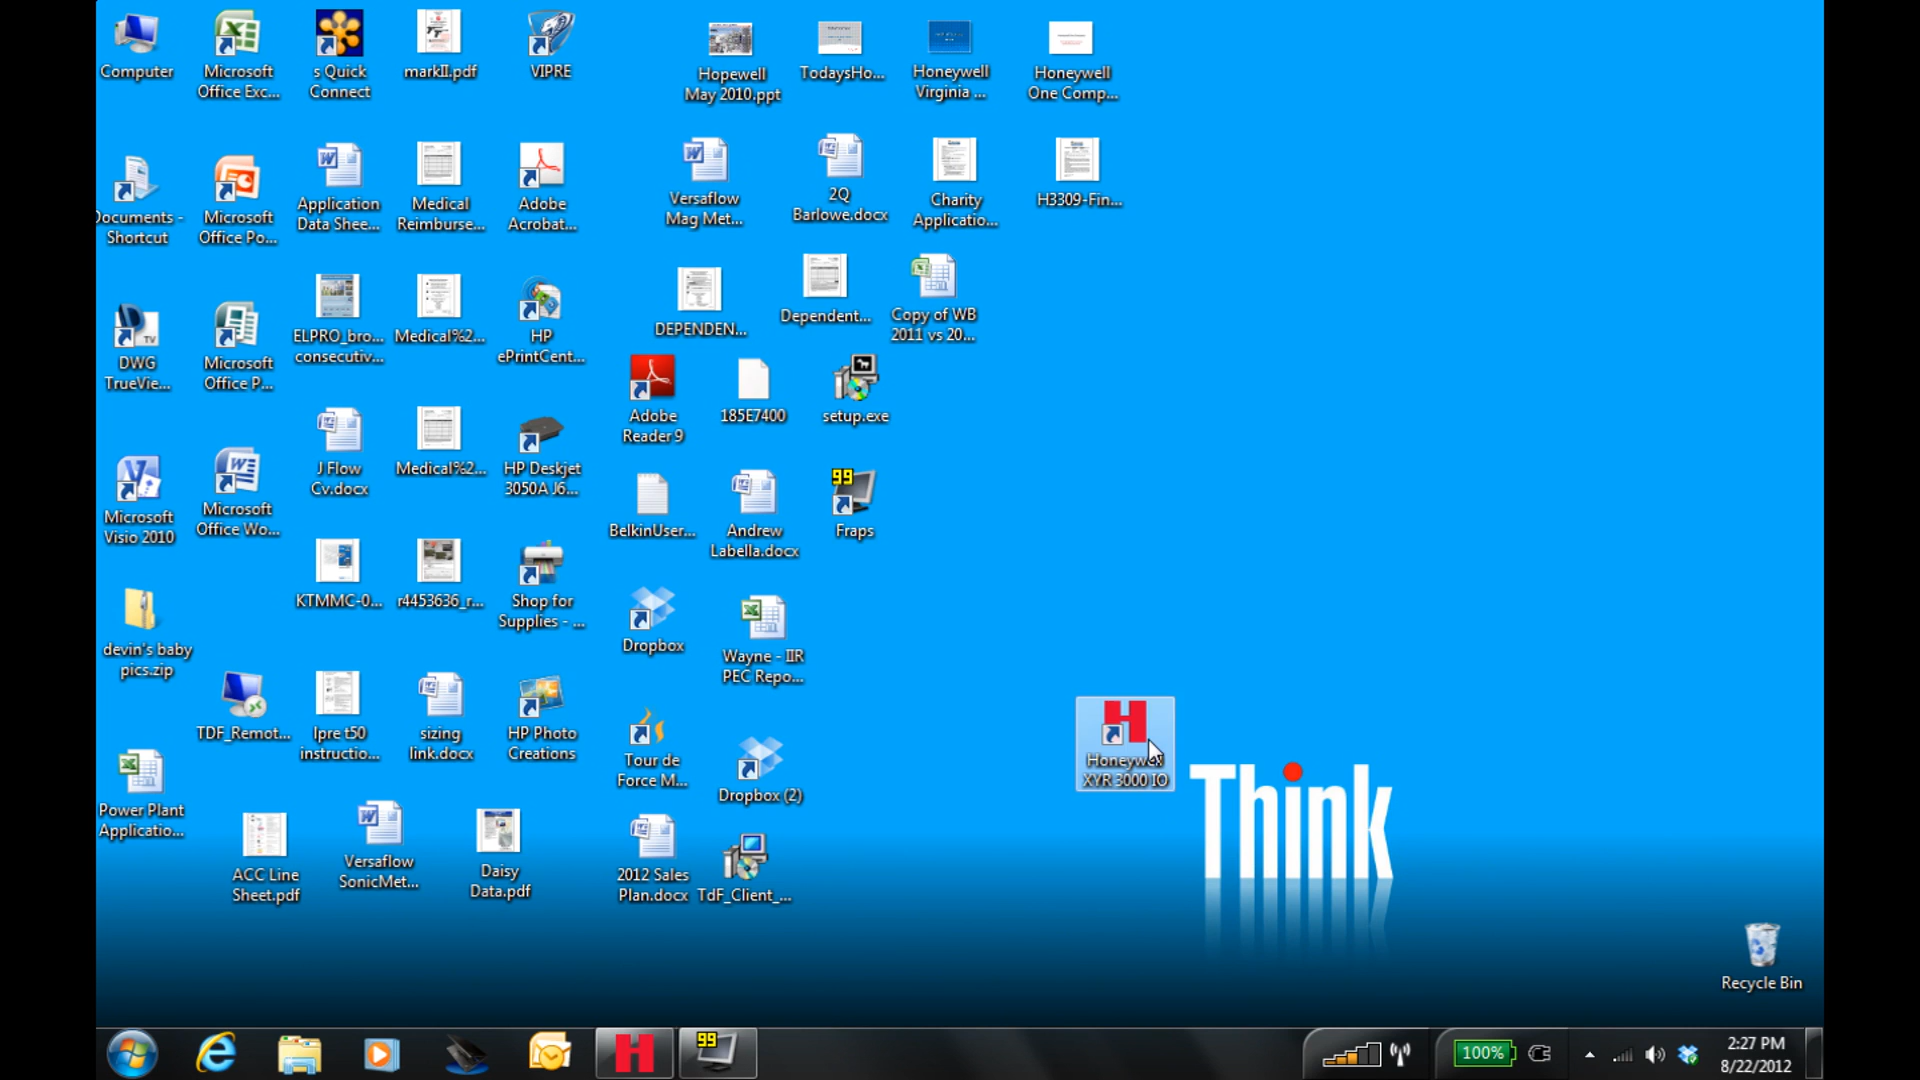 Computer
Microsoft
Office Exc...
s Quick
Connect
markII.pdf
VIPRE
Hopewell
May 2010.ppt
TodaysHo...
Honeywell
Virginia ...
Honeywell
One Comp...
Documents -
Shortcut
Microsoft
Office Po...
Application
Data Shee...
Medical
Reimburse...
Adobe
Acrobat...
Versaflow
Mag Met...
2Q
Barlowe.docx
Charity
Applicatio...
H3309-Fin...
DWG
TrueVie...
Microsoft
Office P...
ELPRO_bro...
consecutiv...
Medical%2...
HP
ePrintCent...
DEPENDEN...
Dependent...
Copy of WB
2011 vs 20...
Adobe
Reader 9
185E7400
setup.exe
Microsoft
Visio 2010
Microsoft
Office Wo...
J Flow
Cv.docx
Medical%2...
HP Deskjet
3050A J6...
BelkinUser...
Andrew
Labella.docx
99
Fraps
devin's baby
pics.zip
KTMMC-0...
r4453636_r...
Shop for
Supplies - ...
Dropbox
Wayne - IIR
PEC Repo...
TDF_Remot...
Ipre t50
instructio...
sizing
link.docx
HP Photo
Creations
Tour de
Force M...
Dropbox (2)
H
Honeywell
XYR 3000 IO
Think
Power Plant
Applicatio...
ACC Line
Sheet.pdf
Versaflow
SonicMet...
Daisy
Data.pdf
2012 Sales
Plan.docx
TdF_Client_...
Recycle Bin
H
99
100%
2:27 PM
8/22/2012